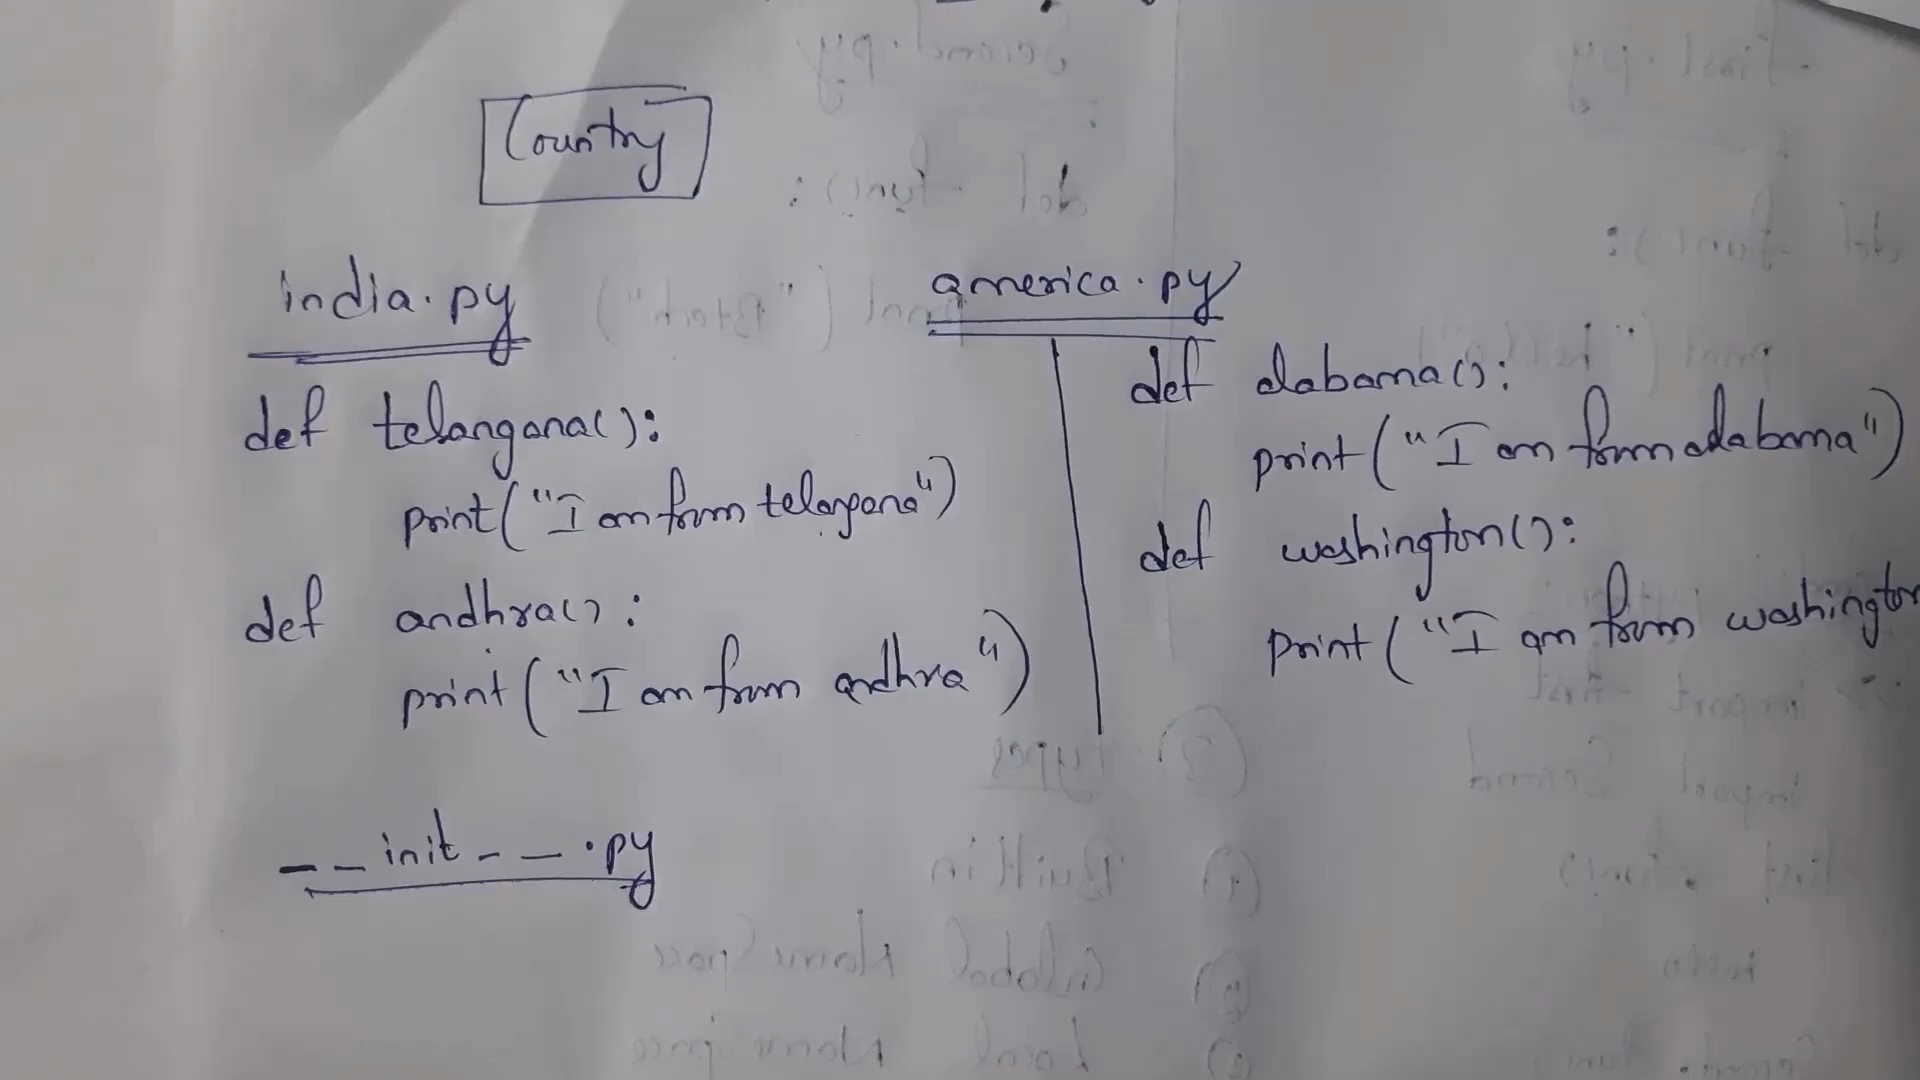 Country
india.py
def telangana():
print("I am from telangana")
def andhra():
print("I am from andhra")
__init__.py
america.py
def alabama():
print("I am from alabama")
def washington():
print("I am from washington